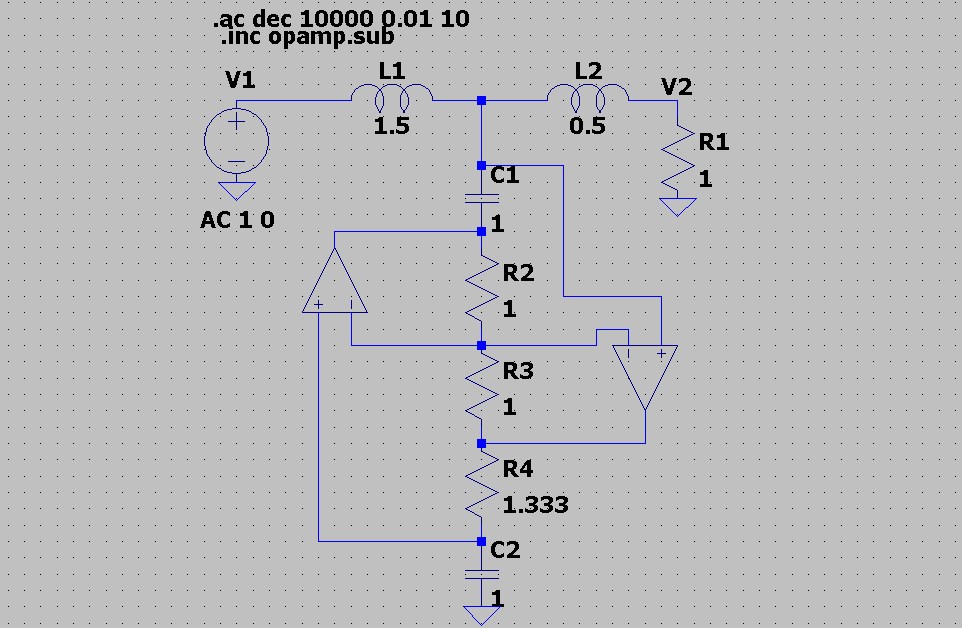 .ac dec 10000 0.01 10
.inc opamp.sub
V1
L1
L2
V2
1.5
0.5
R1
1
C1
AC 1 0
1
R2
1
+ −
− +
R3
1
R4
1.333
C2
1